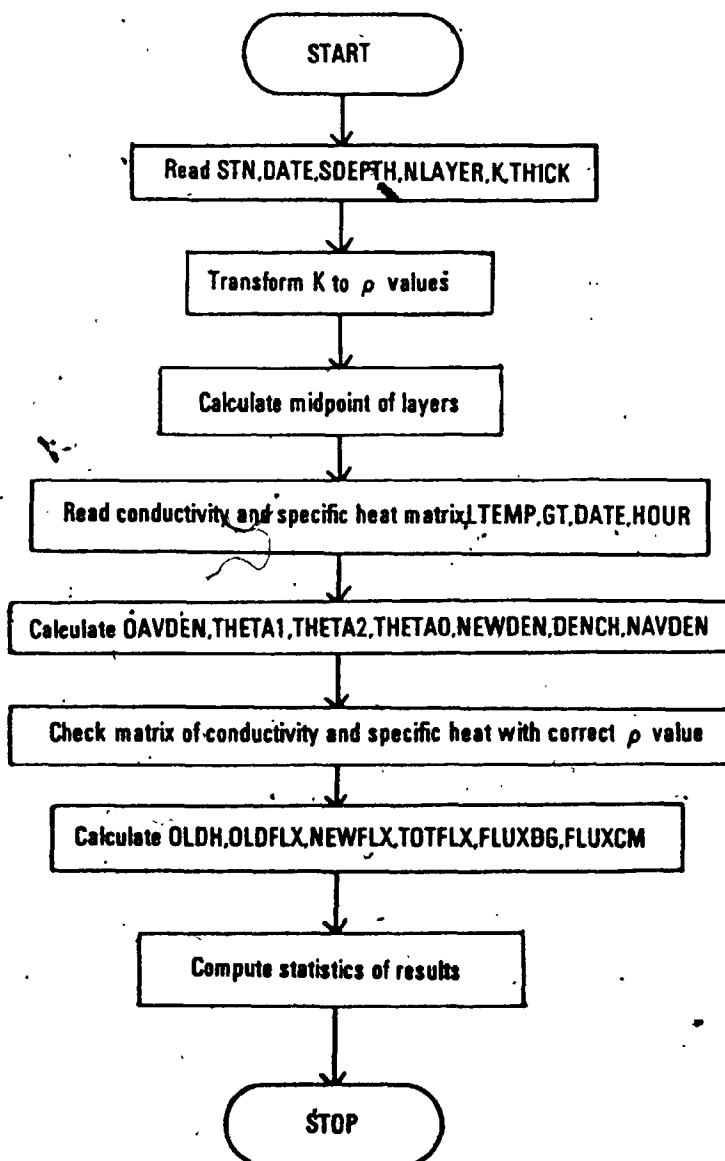 START
Read STN,DATE,SDEPTH,NLAYER,K,THICK
Transform K to ρ values
Calculate midpoint of layers
Read conductivity and specific heat matrix,LTEMP,GT,DATE,HOUR
Calculate OAVDEN,THETA1,THETA2,THETA0,NEWDEN,DENCH,NAVDEN
Check matrix of conductivity and specific heat with correct ρ value
Calculate OLDH,OLDFLX,NEWFLX,TOTFLX,FLUXBG,FLUXCM
Compute statistics of results
STOP